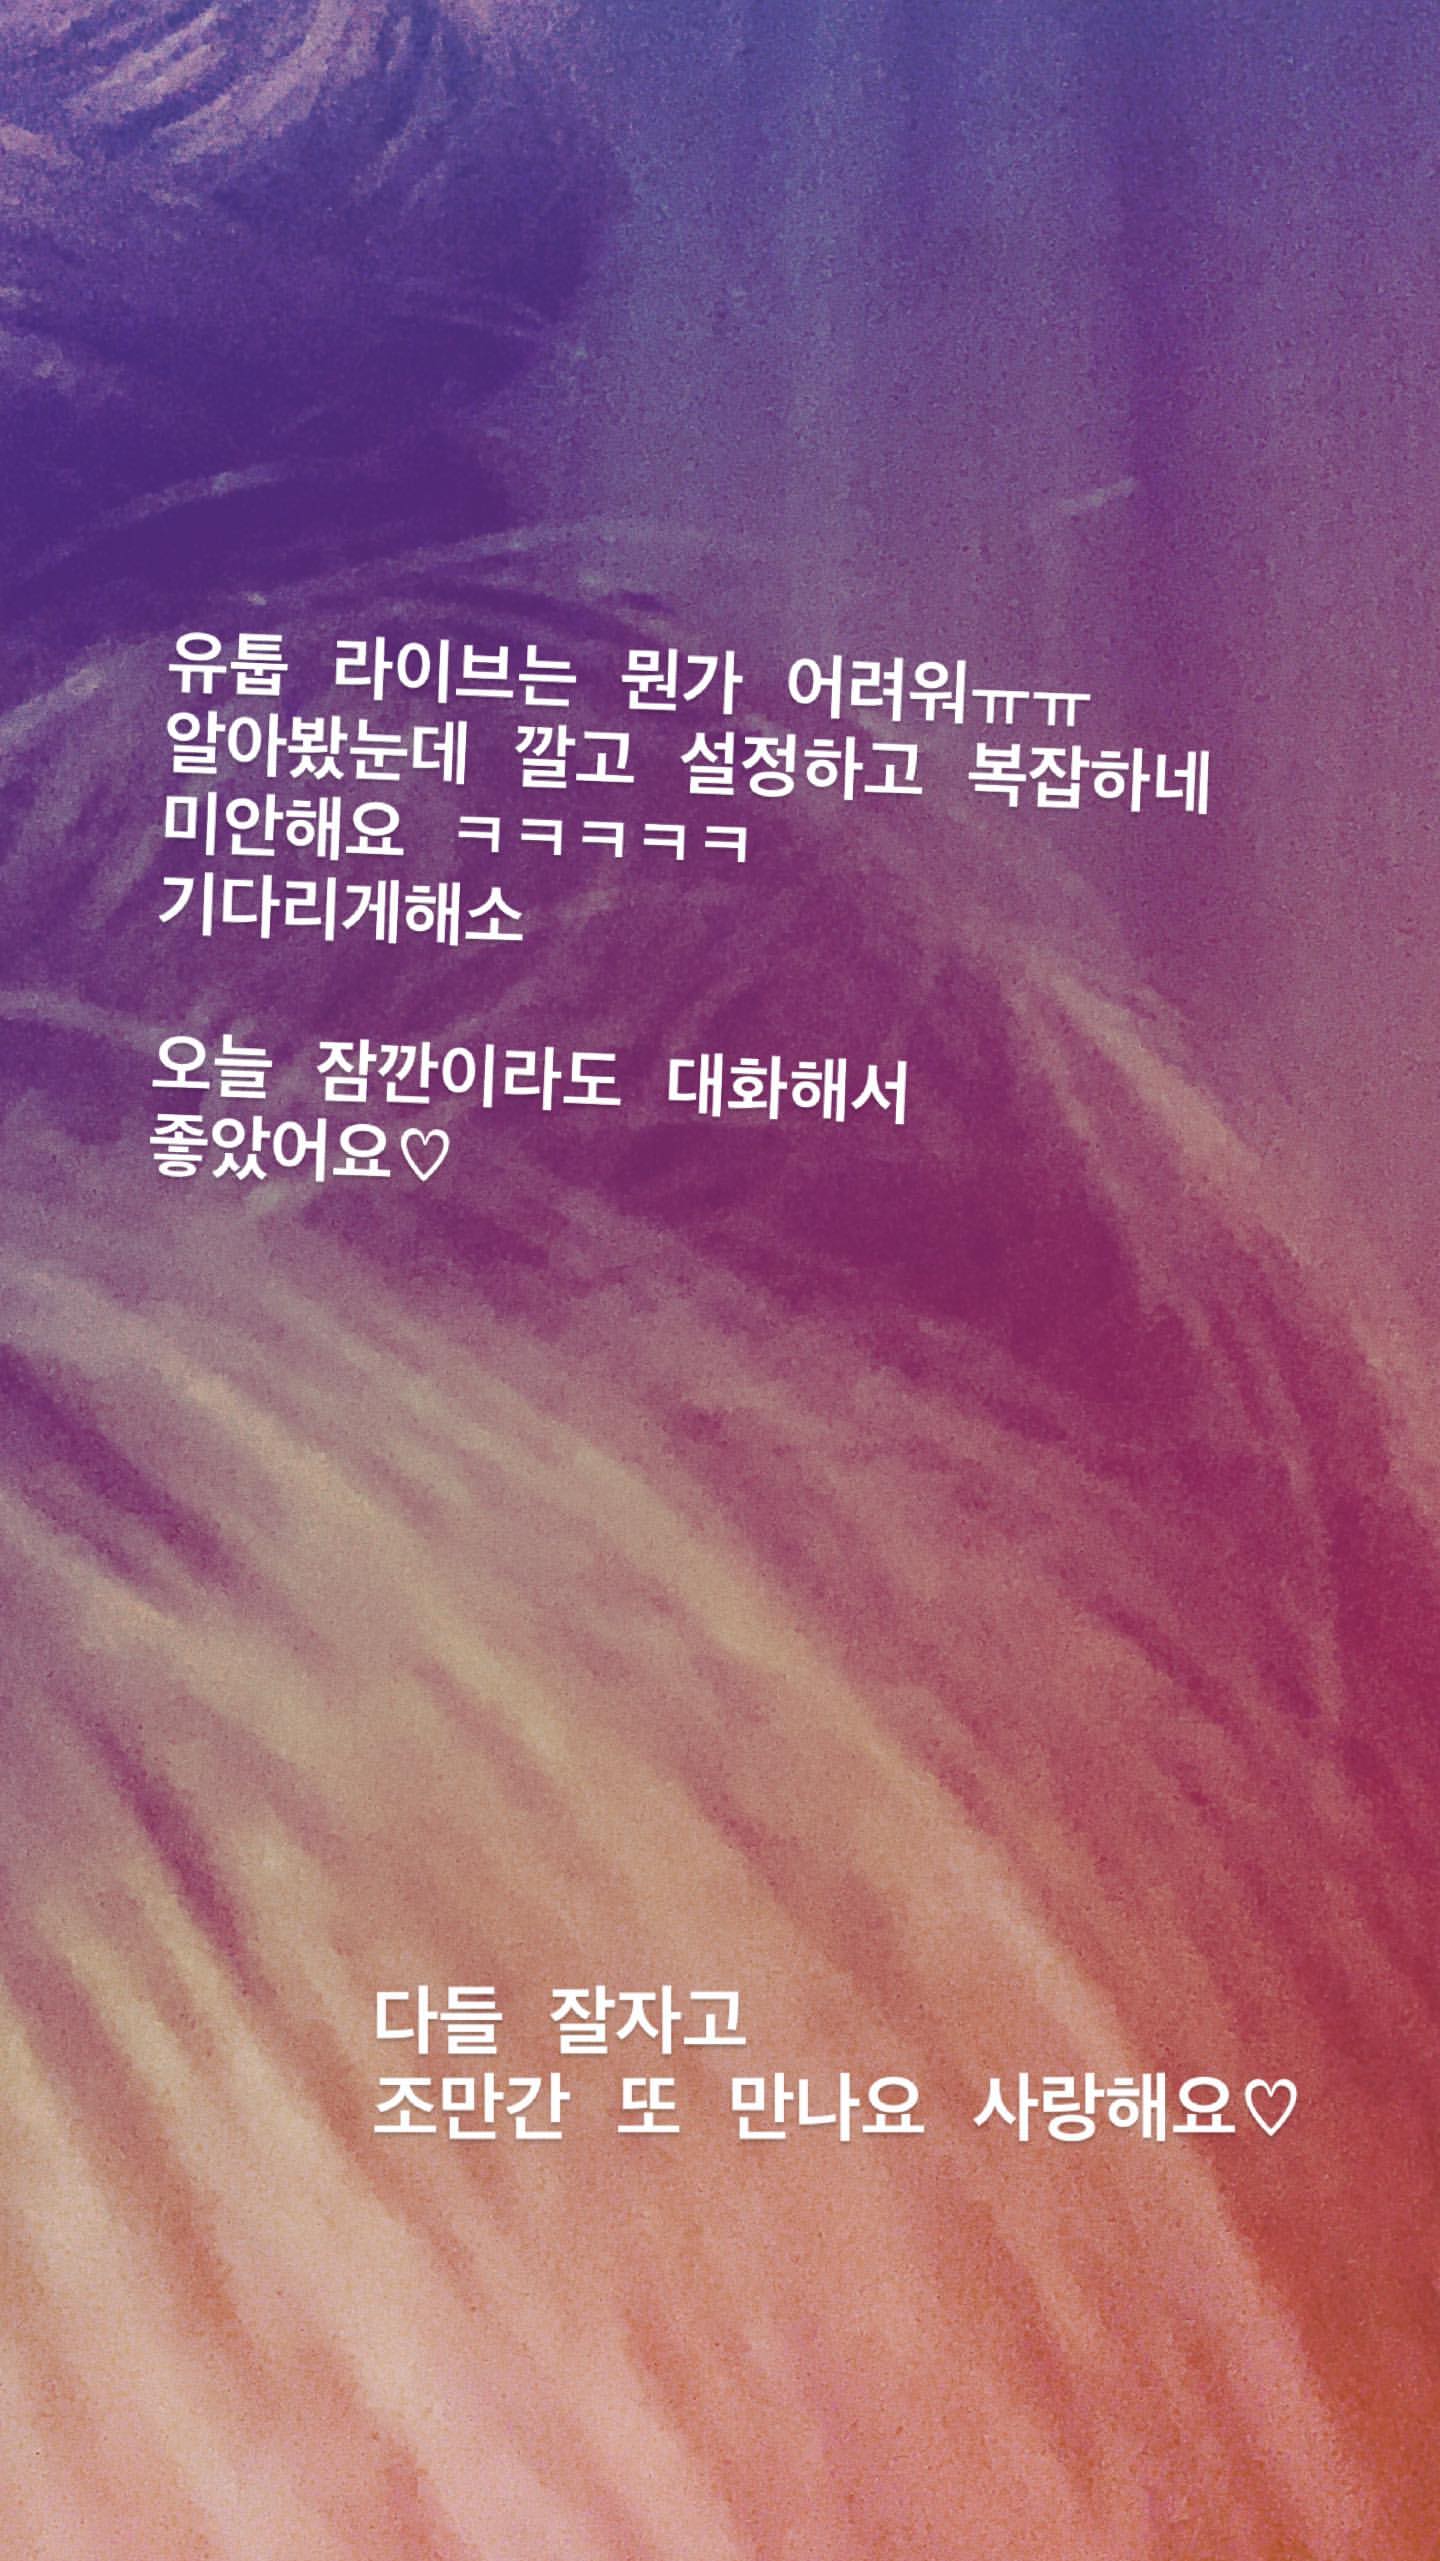 유툽 라이브는 뭔가 어려워ㅠㅠ
알아봤눈데 깔고 설정하고 복잡하네
미안해요 ㅋㅋㅋㅋㅋ
기다리게해소
오늘 잠깐이라도 대화해서
좋았어요♡
다들 잘자고
조만간 또 만나요 사랑해요♡